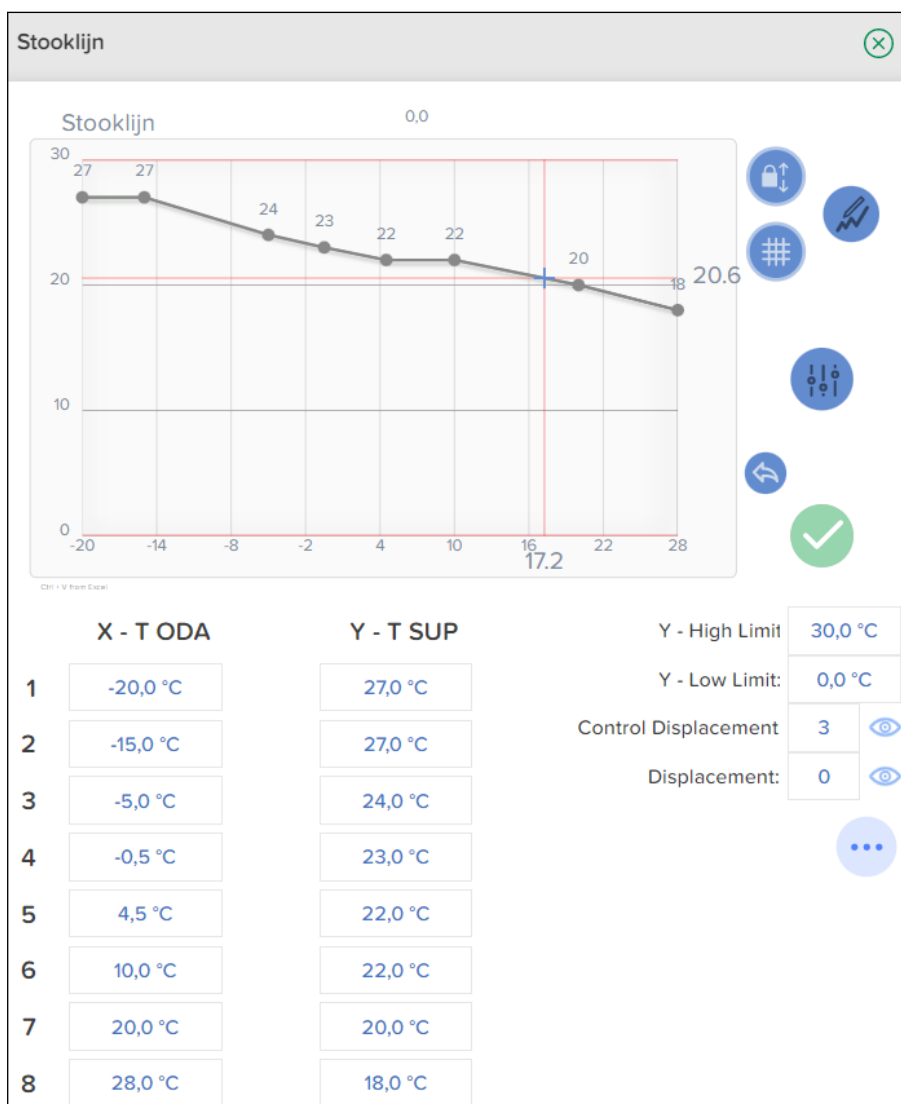 Stooklijn
Stooklijn
0,0
30
27
27
24
23
22
22
20
18
20.6
20
10
0
-20
-14
-8
-2
4
10
16
22
28
17.2
Ctrl + V from Excel
X - T ODA
Y - T SUP
Y - High Limit
30,0 °C
1
-20,0 °C
27,0 °C
Y - Low Limit:
0,0 °C
2
-15,0 °C
27,0 °C
Control Displacement
3
3
-5,0 °C
24,0 °C
Displacement:
0
4
-0,5 °C
23,0 °C
5
4,5 °C
22,0 °C
6
10,0 °C
22,0 °C
7
20,0 °C
20,0 °C
8
28,0 °C
18,0 °C